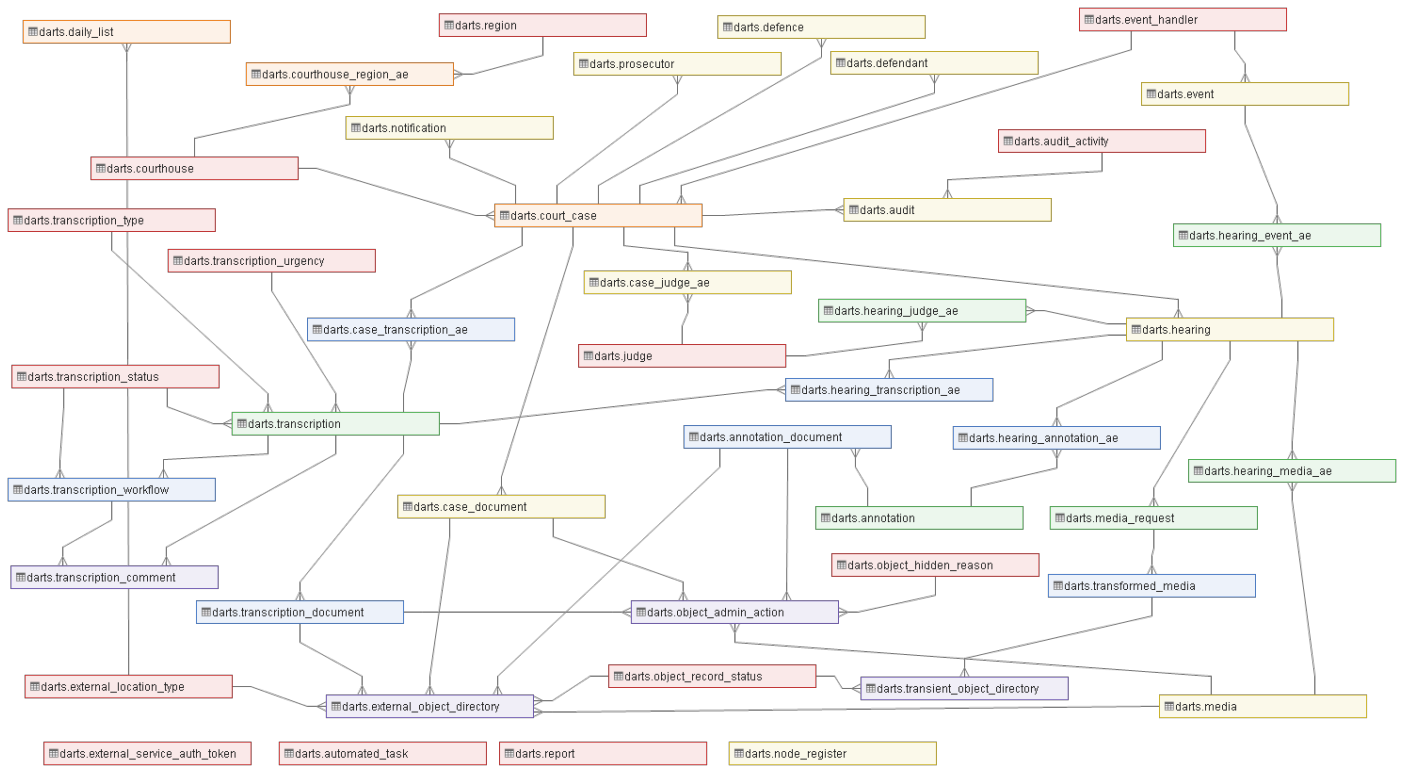 darts.daily_list
darts.region
darts.defence
darts.event_handler
darts.courthouse_region_ae
darts.prosecutor
darts.defendant
darts.event
darts.notification
darts.audit_activity
darts.courthouse
darts.transcription_type
darts.court_case
darts.audit
darts.hearing_event_ae
darts.transcription_urgency
darts.case_judge_ae
darts.hearing_judge_ae
darts.case_transcription_ae
darts.hearing
darts.judge
darts.transcription_status
darts.hearing_transcription_ae
darts.transcription
darts.annotation_document
darts.hearing_annotation_ae
darts.hearing_media_ae
darts.transcription_workflow
darts.case_document
darts.annotation
darts.media_request
darts.object_hidden_reason
darts.transcription_comment
darts.transformed_media
darts.transcription_document
darts.object_admin_action
darts.external_location_type
darts.object_record_status
darts.transient_object_directory
darts.external_object_directory
darts.media
darts.external_service_auth_token
darts.automated_task
darts.report
darts.node_register